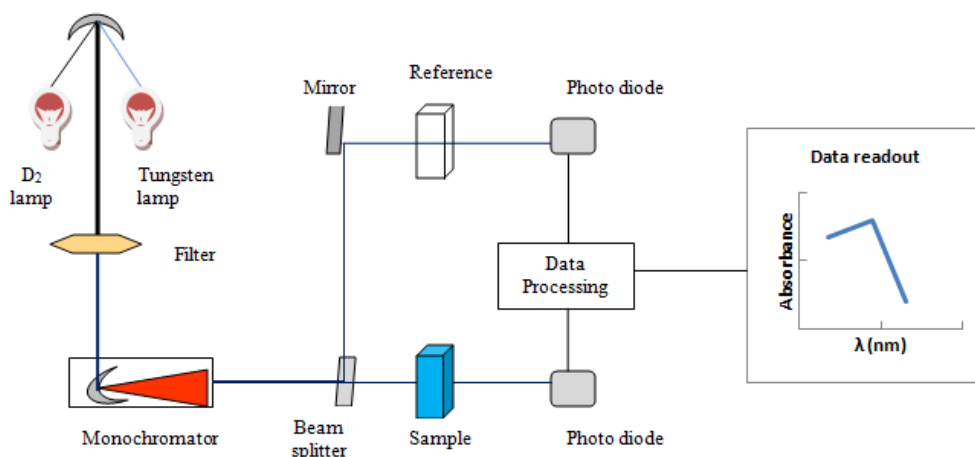 Reference
Mirror
Photo diode
Data readout
D₂
lamp
Tungsten
lamp
Filter
Data
Processing
Absorbance
λ (nm)
Monochromator
Beam
splitter
Sample
Photo diode